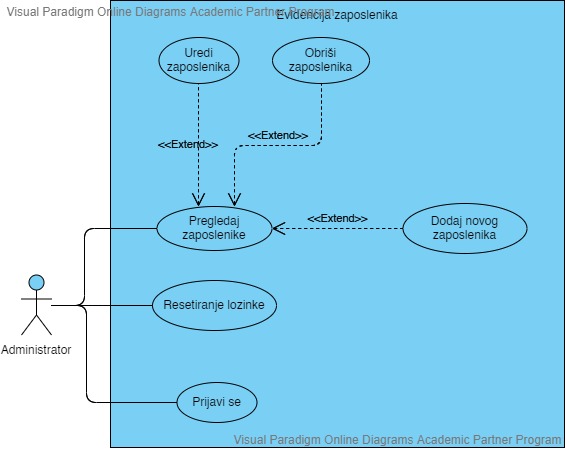 Visual Paradigm Online Diagrams Academic Partner Program
Evidencija zaposlenika
Uredi
zaposlenika
Obriši
zaposlenika
<<Extend>>
<<Extend>>
Pregledaj
zaposlenike
<<Extend>>
Dodaj novog
zaposlenika
Resetiranje lozinke
Administrator
Prijavi se
Visual Paradigm Online Diagrams Academic Partner Program